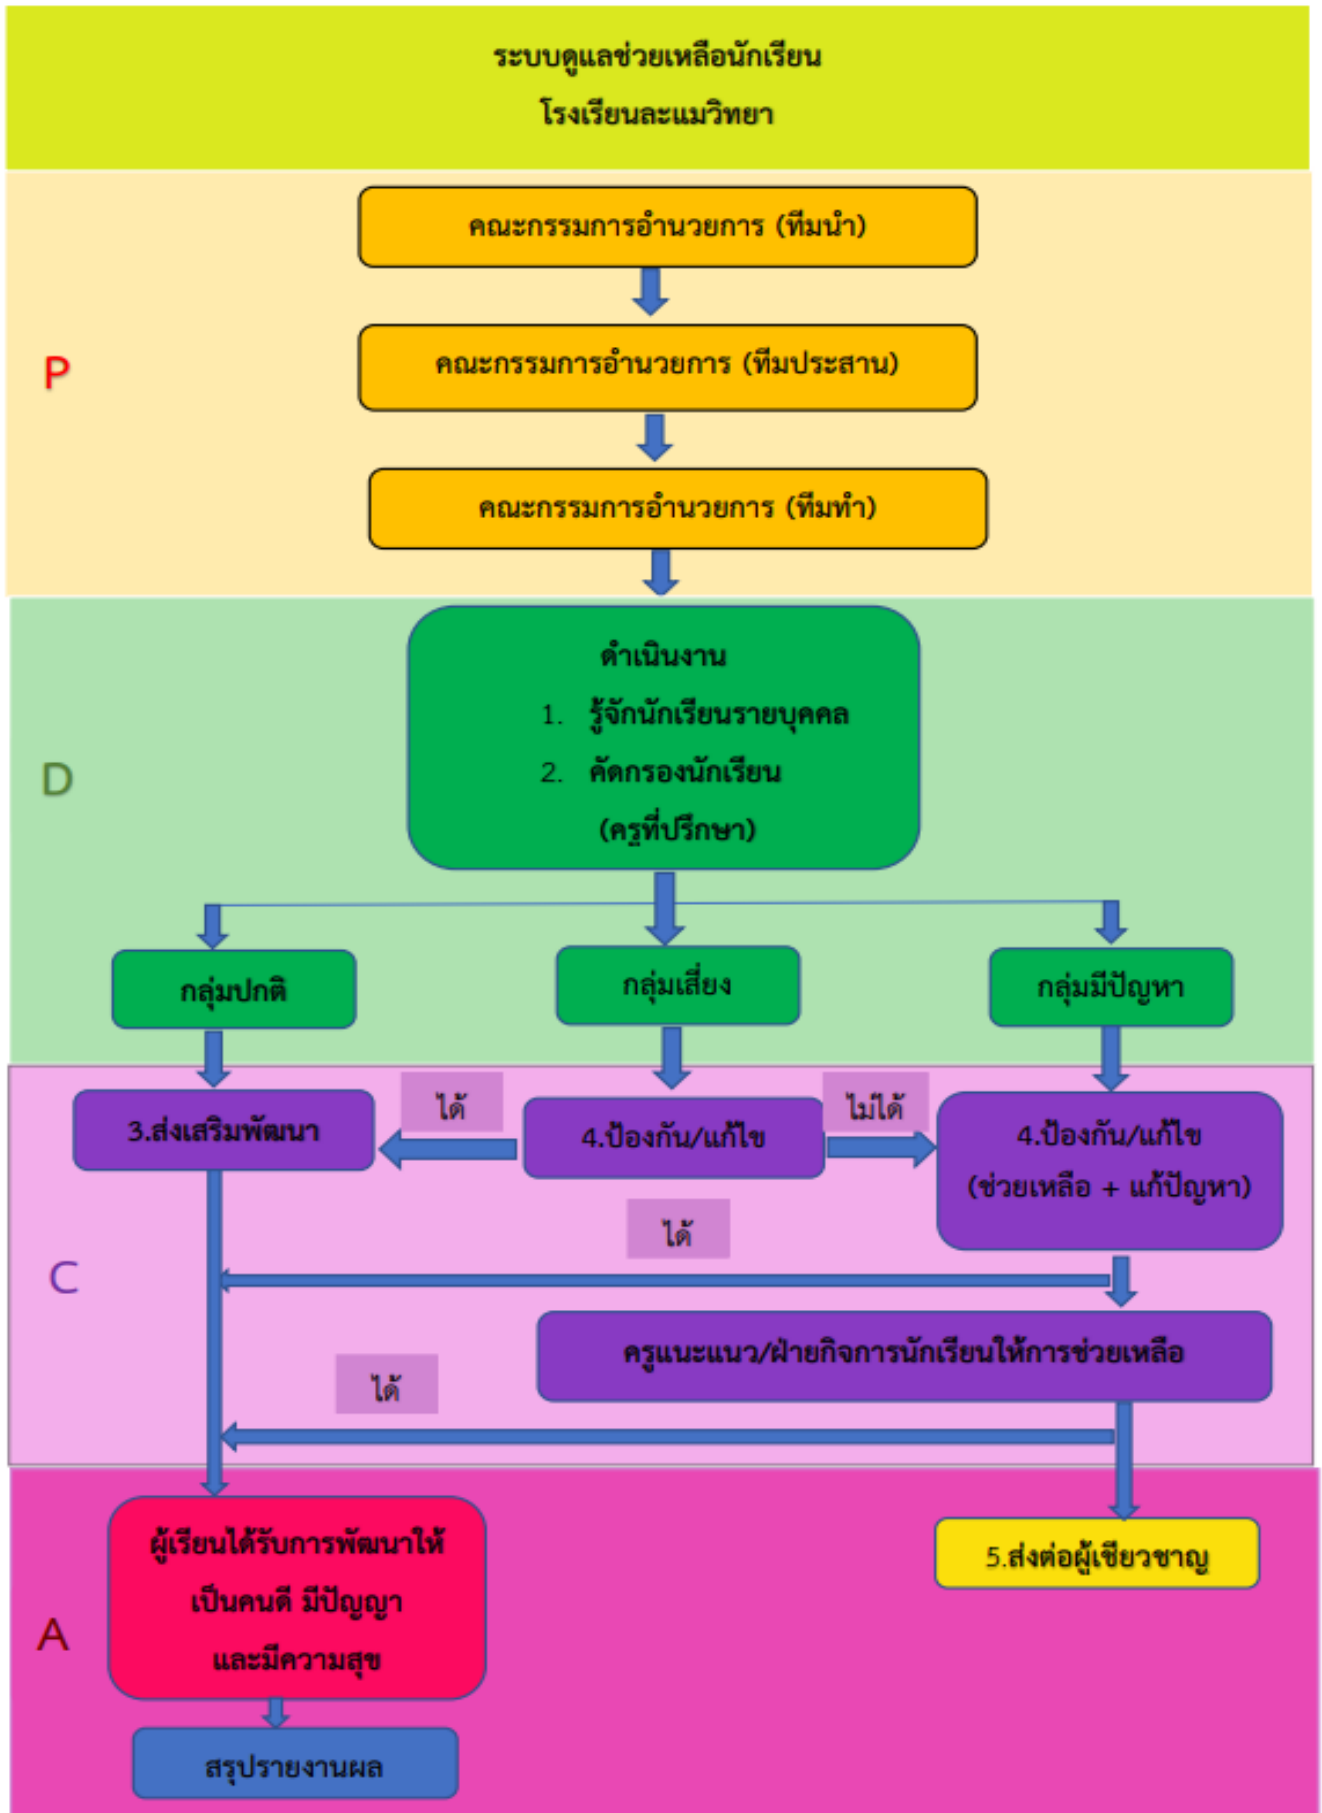 ระบบดูแลช่วยเหลือนักเรียน
โรงเรียนละแมวิทยา
คณะกรรมการอำนวยการ (ทีมนำ)
P
คณะกรรมการอำนวยการ (ทีมประสาน)
คณะกรรมการอำนวยการ (ทีมทำ)
ดำเนินงาน
1. รู้จักนักเรียนรายบุคคล
D
2. คัดกรองนักเรียน
(ครูที่ปรึกษา)
กลุ่มปกติ
กลุ่มเสี่ยง
กลุ่มมีปัญหา
3.ส่งเสริมพัฒนา
ได้
4.ป้องกัน/แก้ไข
ไม่ได้
4.ป้องกัน/แก้ไข
(ช่วยเหลือ + แก้ปัญหา)
ได้
C
ครูแนะแนว/ฝ่ายกิจการนักเรียนให้การช่วยเหลือ
ได้
ผู้เรียนได้รับการพัฒนาให้
เป็นคนดี มีปัญญา
และมีความสุข
5.ส่งต่อผู้เชียวชาญ
A
สรุปรายงานผล